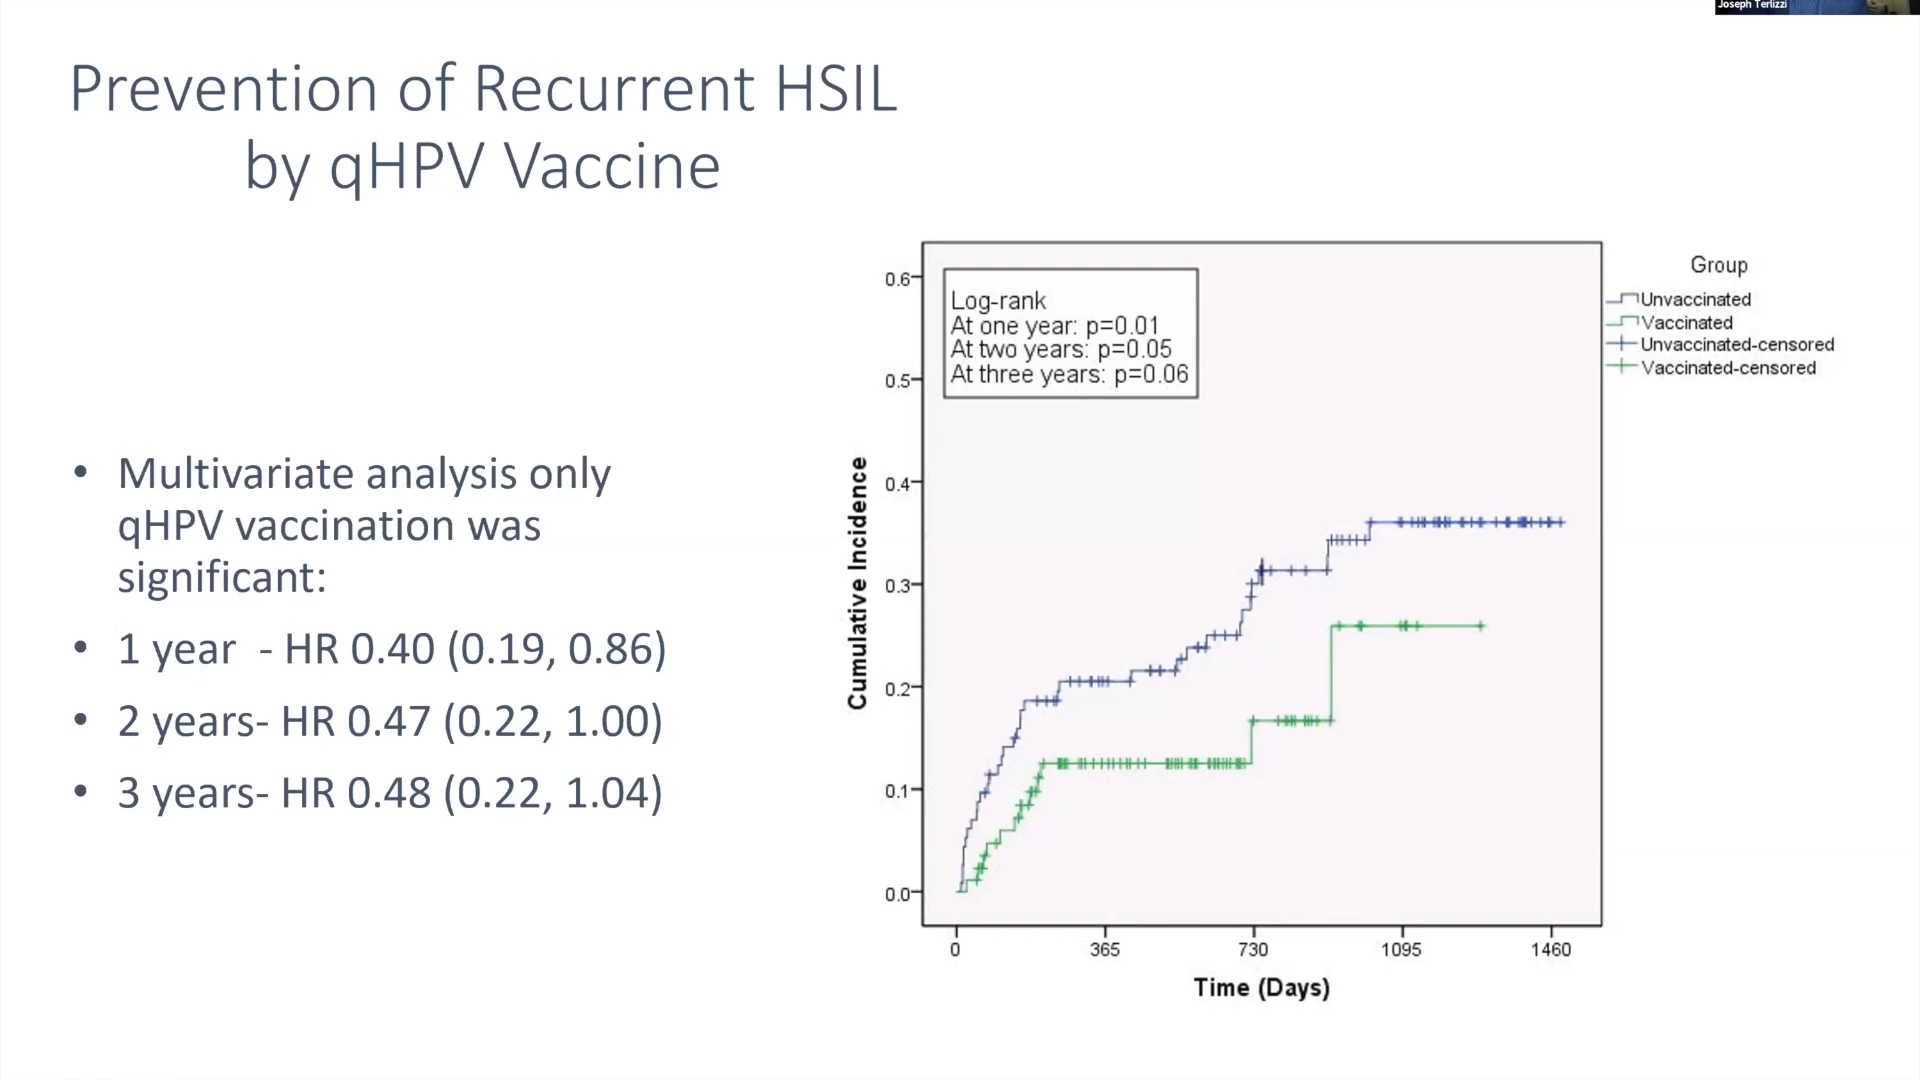 Joseph Terlizzi
Prevention of Recurrent HSIL
by qHPV Vaccine
• Multivariate analysis only
qHPV vaccination was
significant:
• 1 year - HR 0.40 (0.19, 0.86)
• 2 years- HR 0.47 (0.22, 1.00)
• 3 years- HR 0.48 (0.22, 1.04)
Log-rank
At one year: p=0.01
At two years: p=0.05
At three years: p=0.06
Group
Unvaccinated
Vaccinated
Unvaccinated-censored
Vaccinated-censored
Cumulative Incidence
0.6
0.5
0.4
0.3
0.2
0.1
0.0
0 365 730 1095 1460
Time (Days)